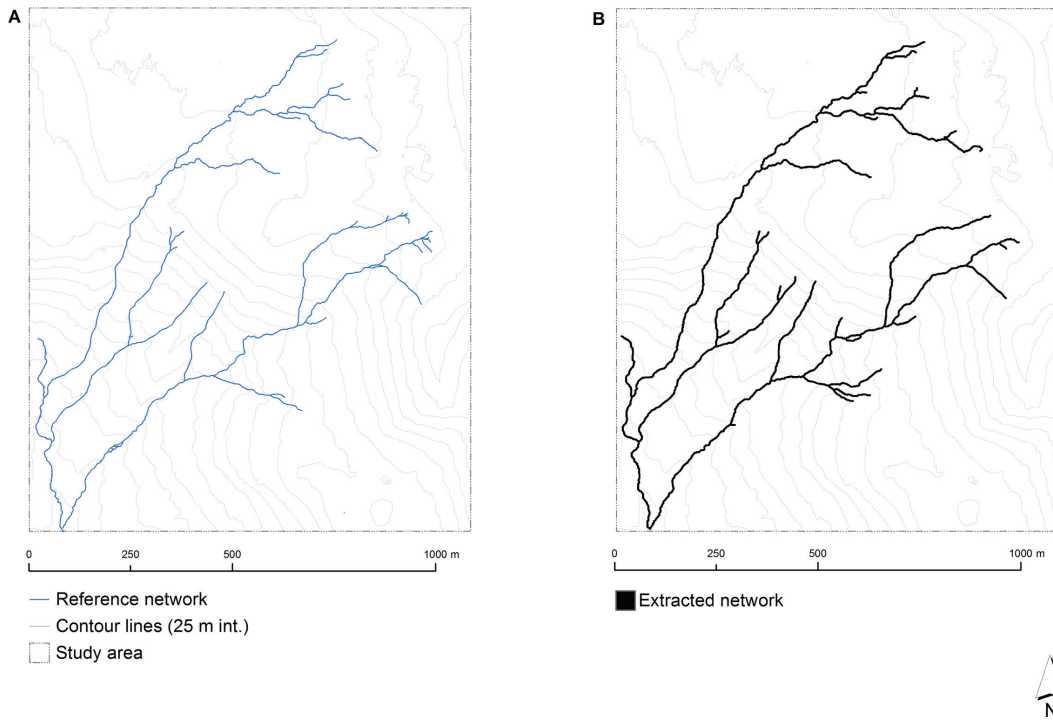 A
B
0 250 500 1000 m
0 250 500 1000 m
Reference network
Contour lines (25 m int.)
Study area
Extracted network
N